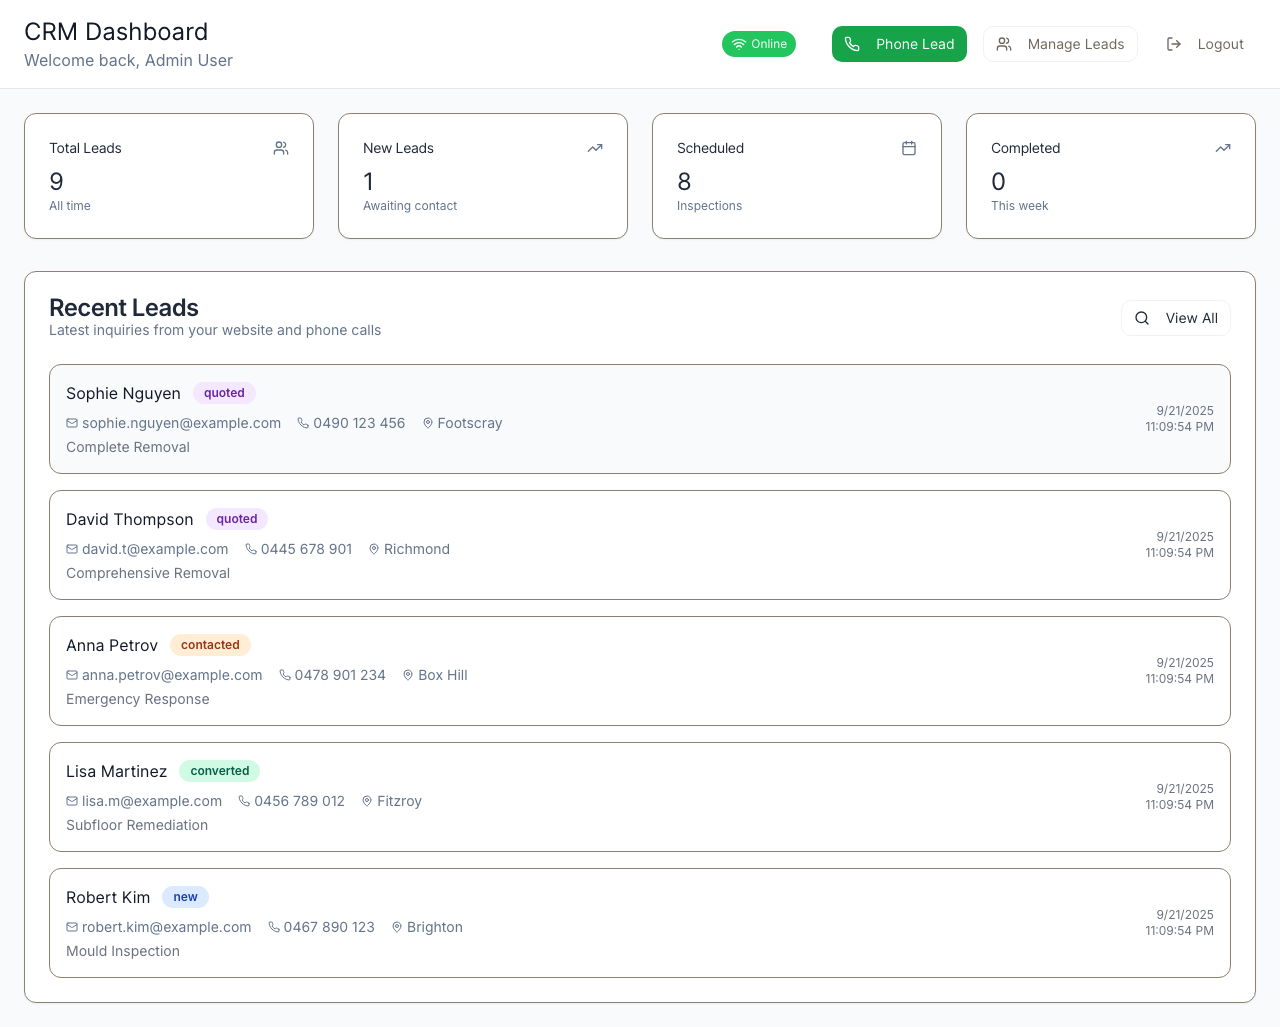 CRM Dashboard
Welcome back, Admin User
Online
Phone Lead
Manage Leads
Logout
Total Leads
9
All time
New Leads
1
Awaiting contact
Scheduled
8
Inspections
Completed
0
This week
Recent Leads
Latest inquiries from your website and phone calls
View All
Sophie Nguyen quoted
sophie.nguyen@example.com 0490 123 456 Footscray
Complete Removal
9/21/2025
11:09:54 PM
David Thompson quoted
david.t@example.com 0445 678 901 Richmond
Comprehensive Removal
9/21/2025
11:09:54 PM
Anna Petrov contacted
anna.petrov@example.com 0478 901 234 Box Hill
Emergency Response
9/21/2025
11:09:54 PM
Lisa Martinez converted
lisa.m@example.com 0456 789 012 Fitzroy
Subfloor Remediation
9/21/2025
11:09:54 PM
Robert Kim new
robert.kim@example.com 0467 890 123 Brighton
Mould Inspection
9/21/2025
11:09:54 PM